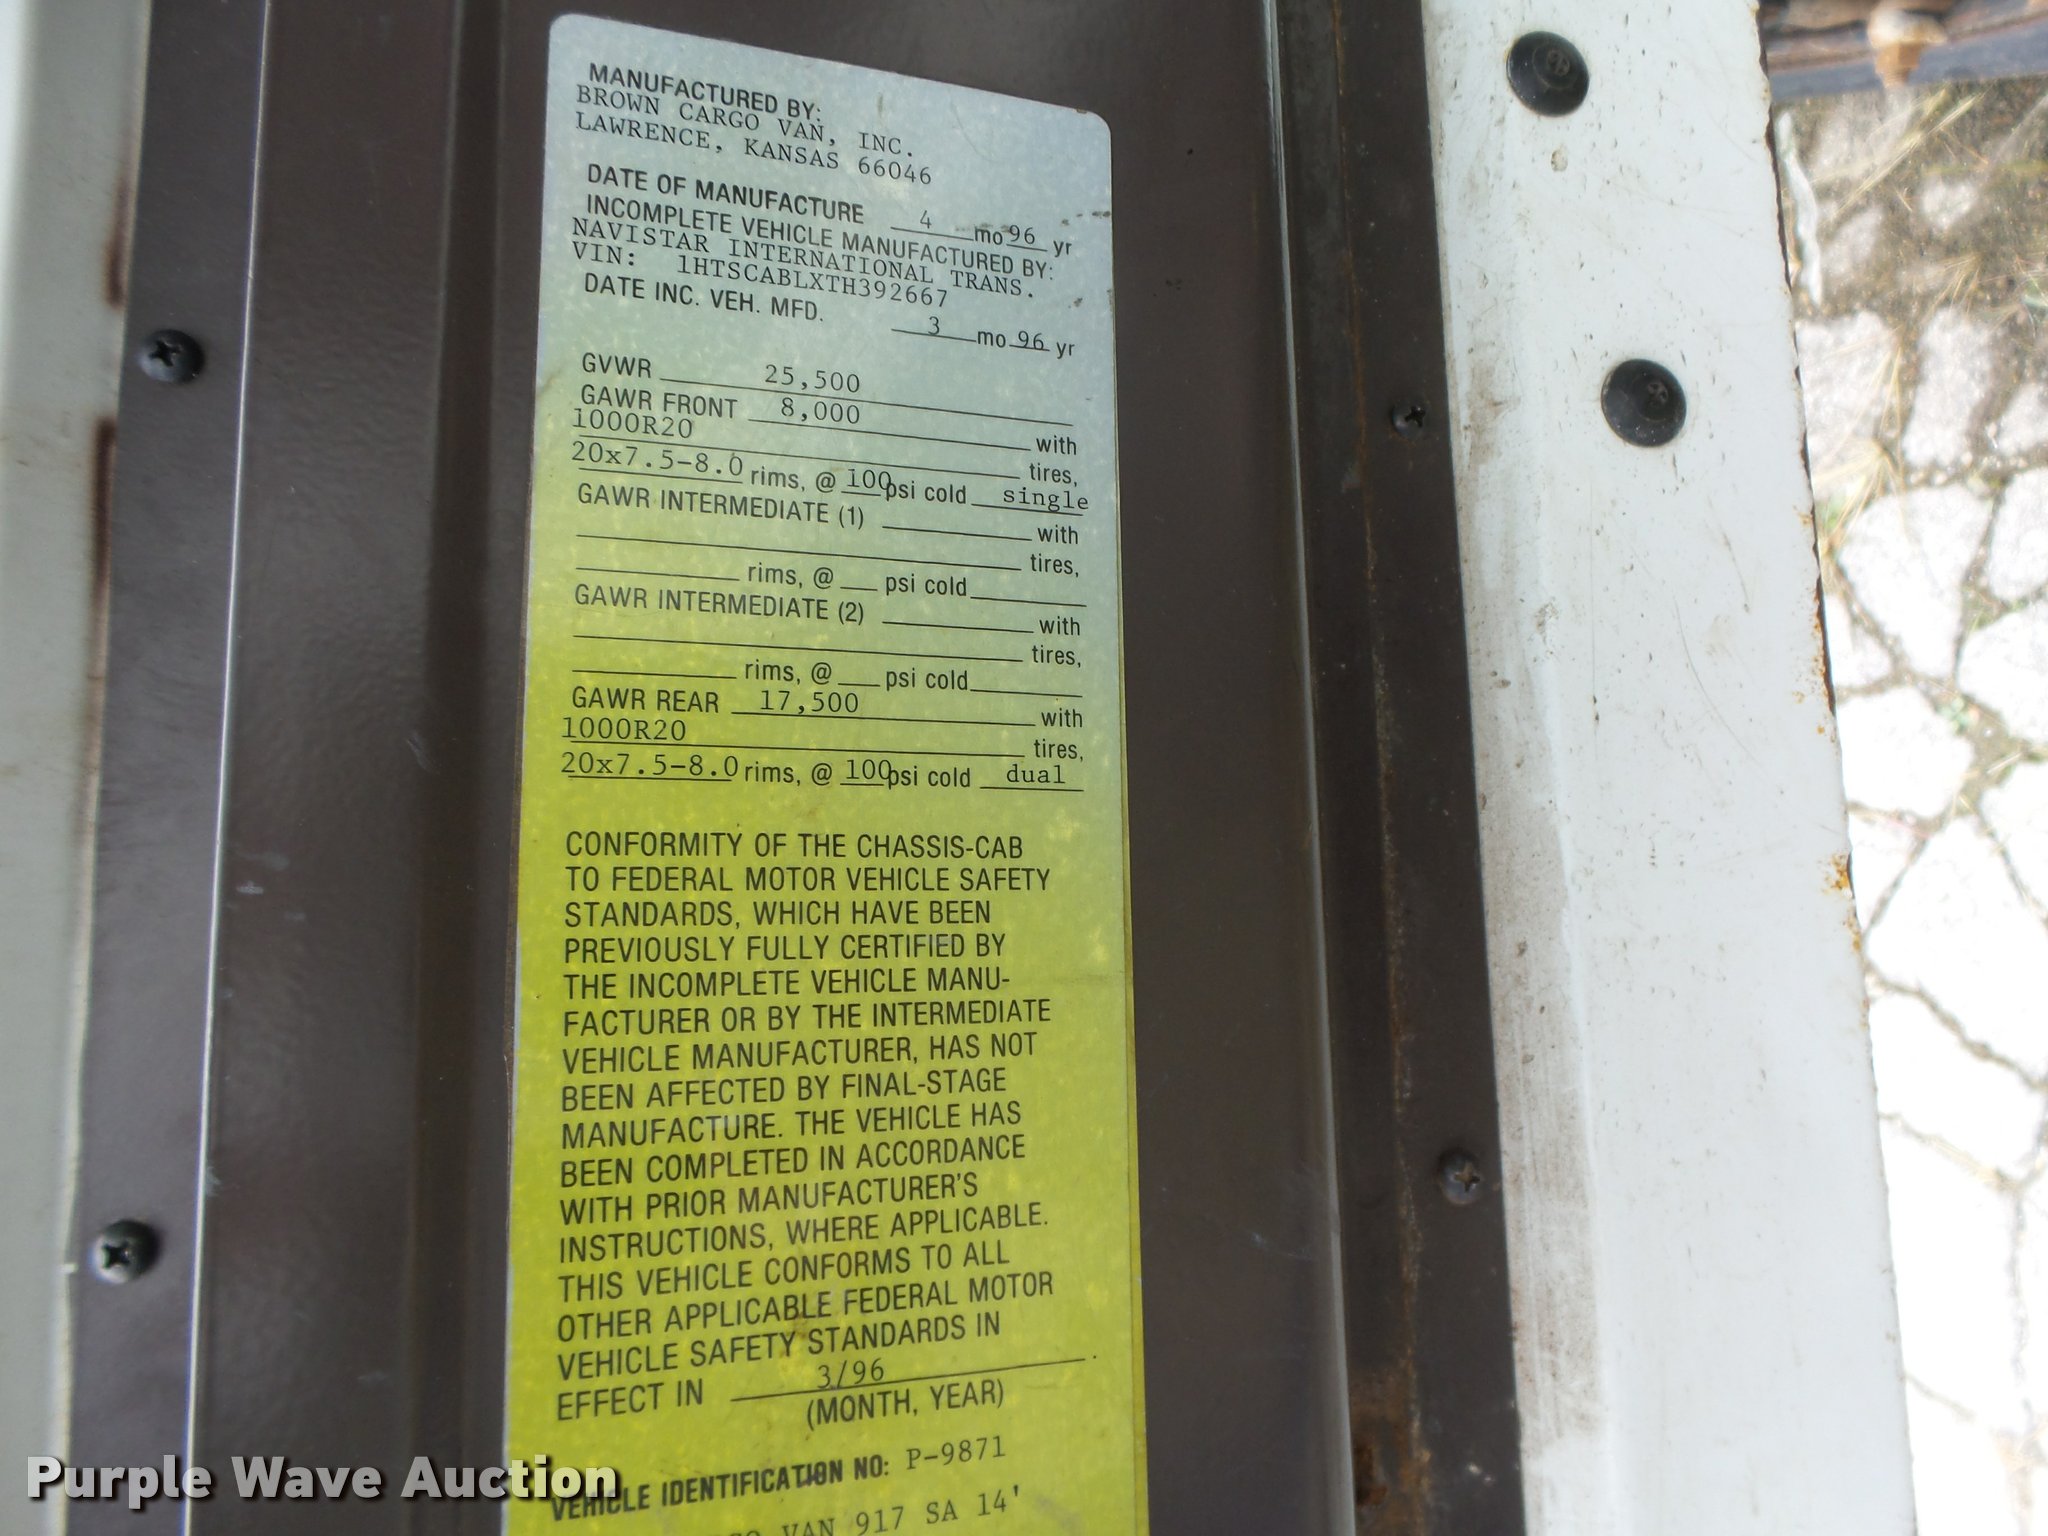 MANUFACTURED BY:
BROWN CARGO VAN, INC.
LAWRENCE, KANSAS 66046
DATE OF MANUFACTURE 4 mo 96 yr
INCOMPLETE VEHICLE MANUFACTURED BY:
NAVISTAR INTERNATIONAL TRANS.
VIN: 1HTSCABLXTH392667
DATE INC. VEH. MFD. 3 mo 96 yr
GVWR 25,500
GAWR FRONT 8,000 with
1000R20 tires,
20x7.5-8.0 rims, @ 100 psi cold single
GAWR INTERMEDIATE (1) with
tires,
rims, @ psi cold
GAWR INTERMEDIATE (2) with
tires,
rims, @ psi cold
GAWR REAR 17,500 with
1000R20 tires,
20x7.5-8.0 rims, @ 100 psi cold dual
CONFORMITY OF THE CHASSIS-CAB
TO FEDERAL MOTOR VEHICLE SAFETY
STANDARDS, WHICH HAVE BEEN
PREVIOUSLY FULLY CERTIFIED BY
THE INCOMPLETE VEHICLE MANU-
FACTURER OR BY THE INTERMEDIATE
VEHICLE MANUFACTURER, HAS NOT
BEEN AFFECTED BY FINAL-STAGE
MANUFACTURE. THE VEHICLE HAS
BEEN COMPLETED IN ACCORDANCE
WITH PRIOR MANUFACTURER'S
INSTRUCTIONS, WHERE APPLICABLE.
THIS VEHICLE CONFORMS TO ALL
OTHER APPLICABLE FEDERAL MOTOR
VEHICLE SAFETY STANDARDS IN
EFFECT IN 3/96.
(MONTH, YEAR)
VEHICLE IDENTIFICATION NO: P-9871
VAN 917 SA 14'
Purple Wave Auction